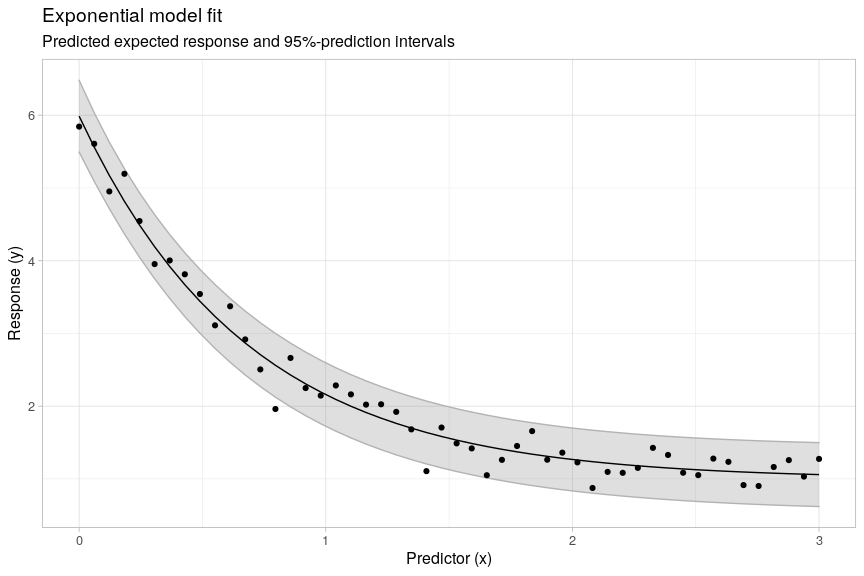 Exponential model fit
Predicted expected response and 95%-prediction intervals
6
4
2
Response (y)
0
1
2
3
Predictor (x)